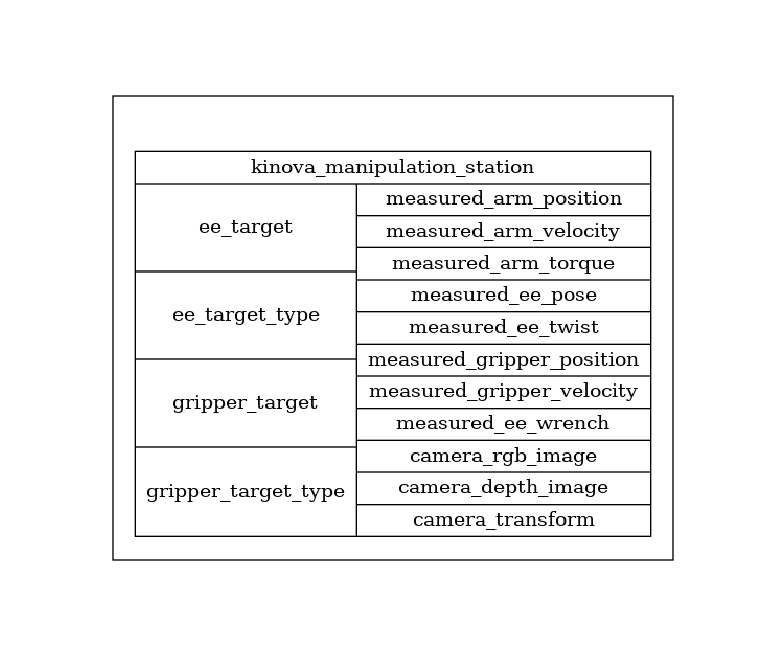 kinova_manipulation_station
ee_target
ee_target_type
gripper_target
gripper_target_type
measured_arm_position
measured_arm_velocity
measured_arm_torque
measured_ee_pose
measured_ee_twist
measured_gripper_position
measured_gripper_velocity
measured_ee_wrench
camera_rgb_image
camera_depth_image
camera_transform